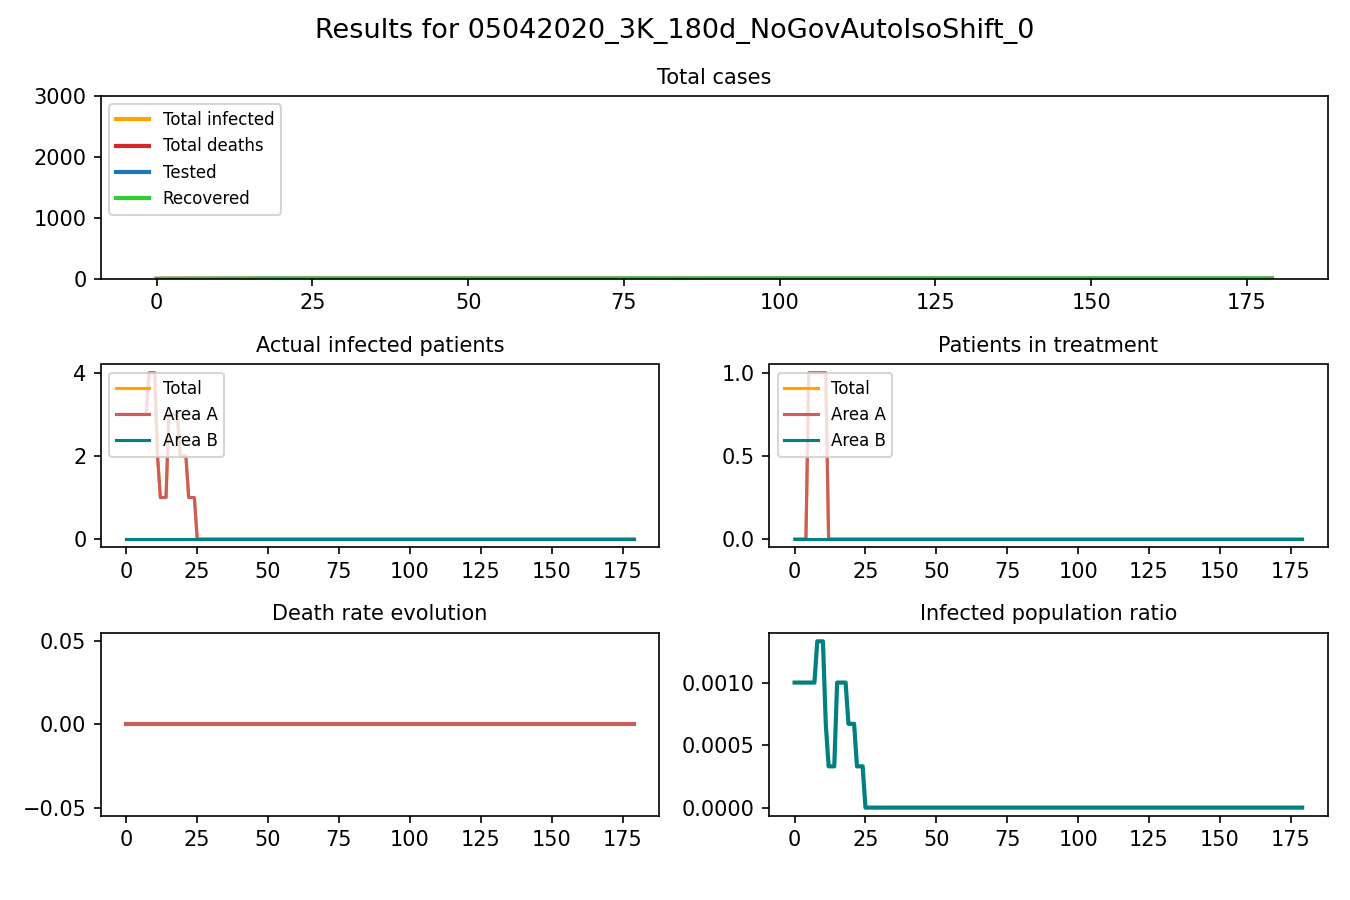 Results for 05042020_3K_180d_NoGovAutoIsoShift_0
Total cases
3000
2000
1000
0
Total infected
Total deaths
Tested
Recovered
0 25 50 75 100 125 150 175
Actual infected patients
4
2
0
Total
Area A
Area B
0 25 50 75 100 125 150 175
Patients in treatment
1.0
0.5
0.0
Total
Area A
Area B
0 25 50 75 100 125 150 175
Death rate evolution
0.05
0.00
−0.05
0 25 50 75 100 125 150 175
Infected population ratio
0.0010
0.0005
0.0000
0 25 50 75 100 125 150 175